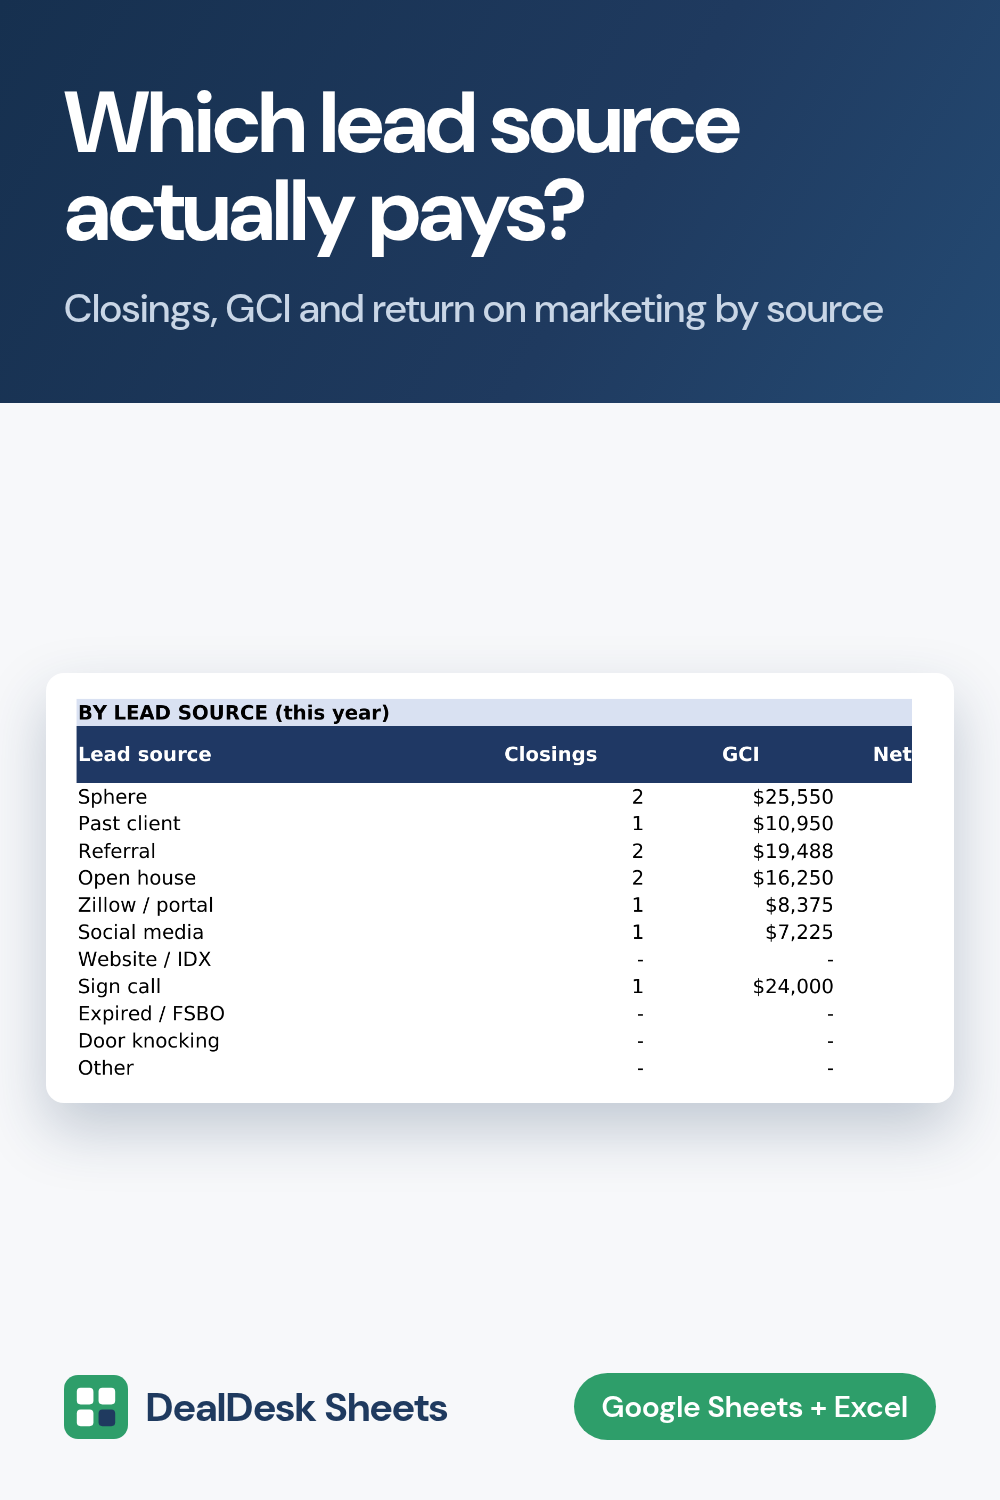 Which lead source
actually pays?
Closings, GCI and return on marketing by source
BY LEAD SOURCE (this year)
Lead source Closings GCI Net
Sphere 2 $25,550
Past client 1 $10,950
Referral 2 $19,488
Open house 2 $16,250
Zillow / portal 1 $8,375
Social media 1 $7,225
Website / IDX - -
Sign call 1 $24,000
Expired / FSBO - -
Door knocking - -
Other - -
DealDesk Sheets
Google Sheets + Excel